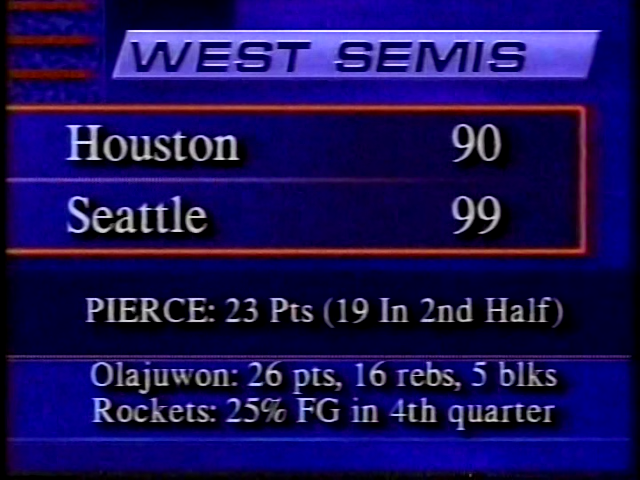 WEST SEMIS
Houston 90
Seattle 99
PIERCE: 23 Pts (19 In 2nd Half)
Olajuwon: 26 pts, 16 rebs, 5 blks
Rockets: 25% FG in 4th quarter